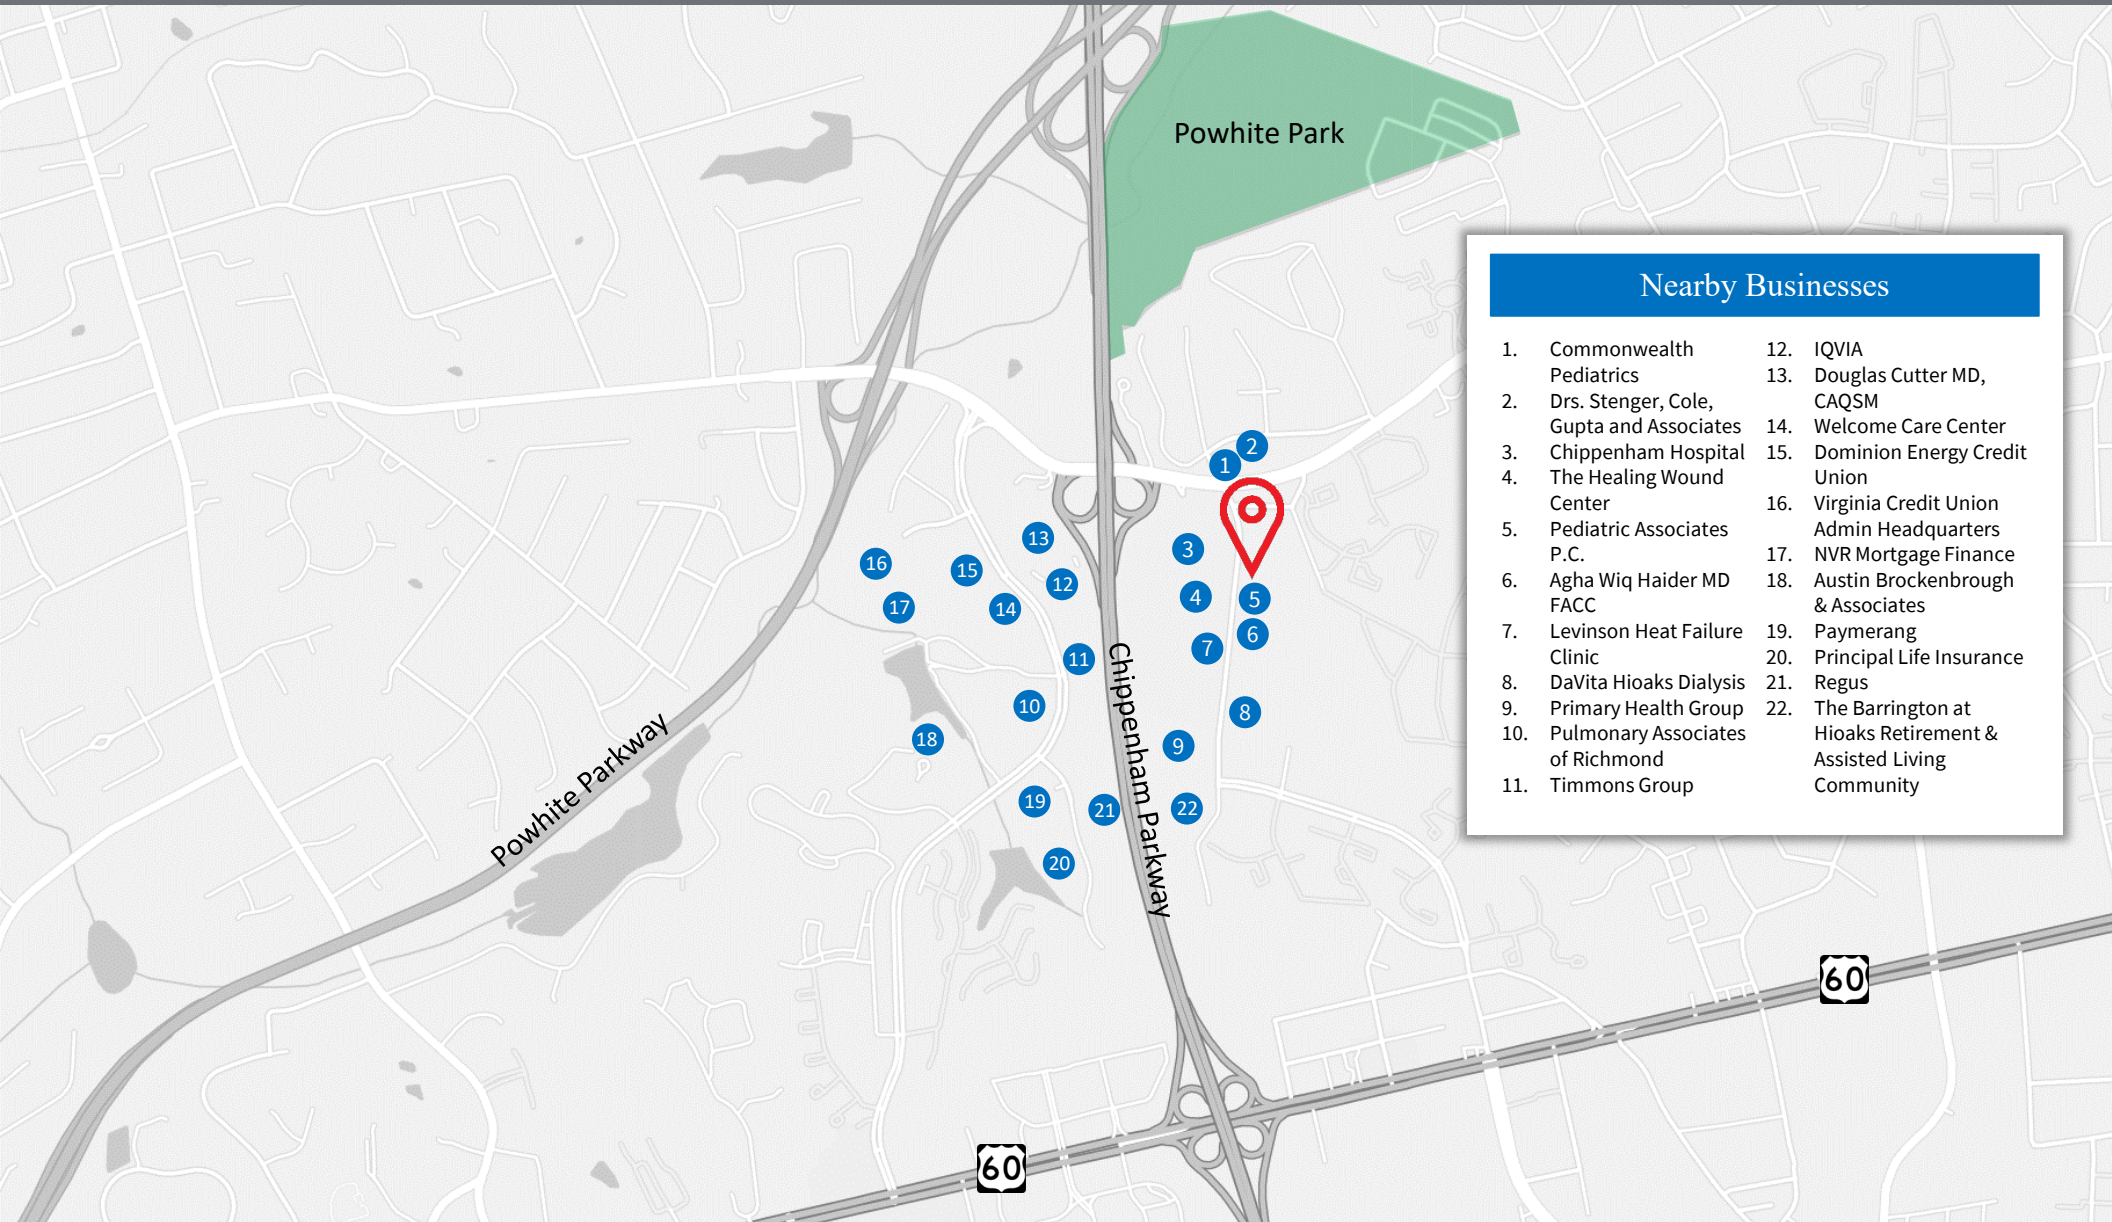 Powhite Park
Nearby Businesses
1. Commonwealth
Pediatrics
2. Drs. Stenger, Cole,
Gupta and Associates
3. Chippenham Hospital
4. The Healing Wound
Center
5. Pediatric Associates
P.C.
6. Agha Wiq Haider MD
FACC
7. Levinson Heat Failure
Clinic
8. DaVita Hioaks Dialysis
9. Primary Health Group
10. Pulmonary Associates
of Richmond
11. Timmons Group
12. IQVIA
13. Douglas Cutter MD,
CAQSM
14. Welcome Care Center
15. Dominion Energy Credit
Union
16. Virginia Credit Union
Admin Headquarters
17. NVR Mortgage Finance
18. Austin Brockenbrough
& Associates
19. Paymerang
20. Principal Life Insurance
21. Regus
22. The Barrington at
Hioaks Retirement &
Assisted Living
Community
2
1
13
3
16
15
12
4
5
17
14
6
7
11
10
8
18
9
19
21
22
20
Chippenham Parkway
Powhite Parkway
60
60